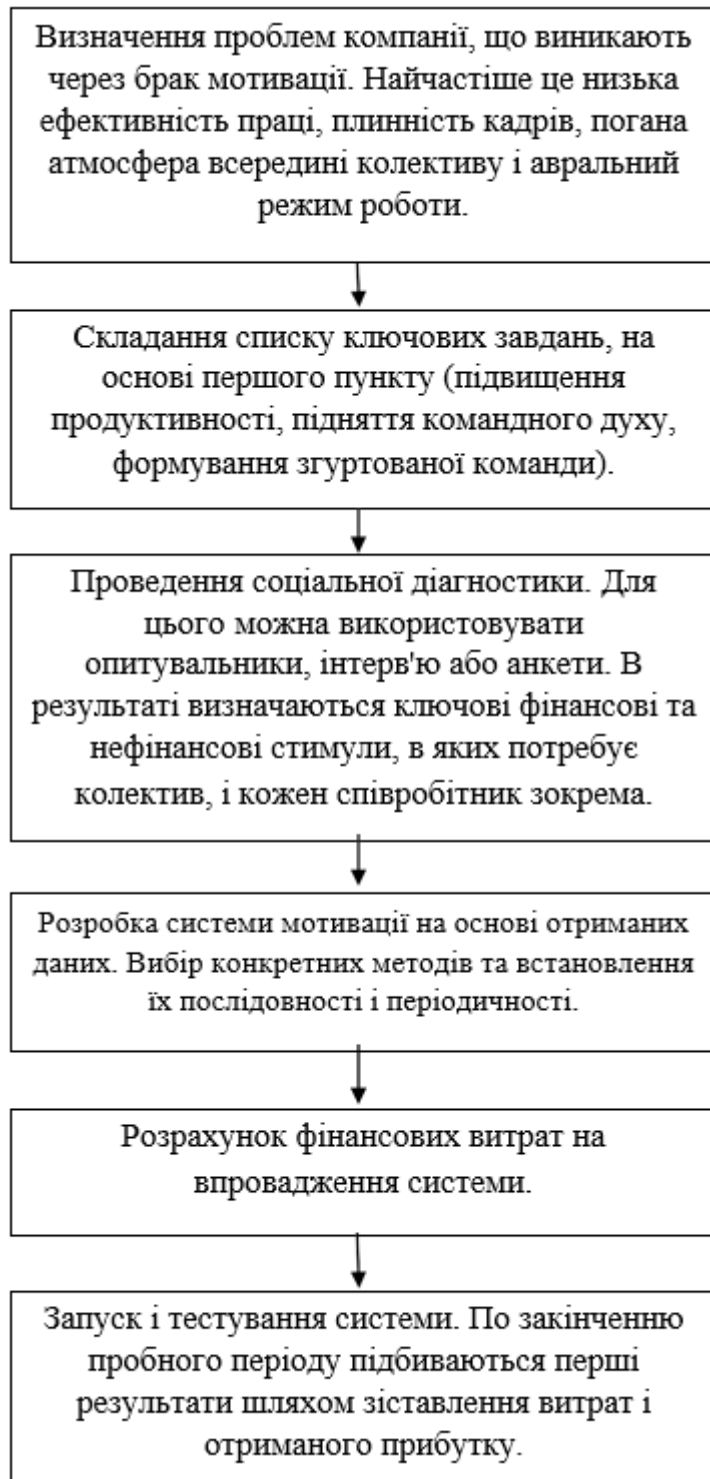 Визначення проблем компанії, що виникають
через брак мотивації. Найчастіше це низька
ефективність праці, плинність кадрів, погана
атмосфера всередині колективу і авральний
режим роботи.
Складання списку ключових завдань, на
основі першого пункту (підвищення
продуктивності, підняття командного духу,
формування згуртованої команди).
Проведення соціальної діагностики. Для
цього можна використовувати
опитувальники, інтерв'ю або анкети. В
результаті визначаються ключові фінансові та
нефінансові стимули, в яких потребує
колектив, і кожен співробітник зокрема.
Розробка системи мотивації на основі отриманих
даних. Вибір конкретних методів та встановлення
їх послідовності і періодичності.
Розрахунок фінансових витрат на
впровадження системи.
Запуск і тестування системи. По закінченню
пробного періоду підбиваються перші
результати шляхом зіставлення витрат і
отриманого прибутку.